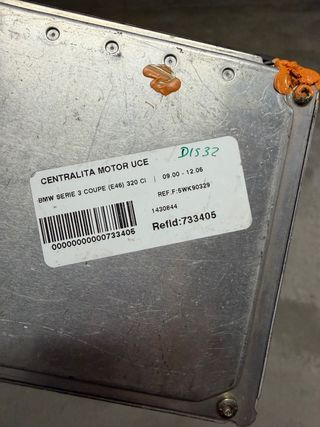 CENTRALITA MOTOR UCE
D1S32
BMW SERIE 3 COUPE (E46) 320 CI | 09.00 - 12.06
REF.F:5WK90329
1430844
00000000000733405
RefId:733405